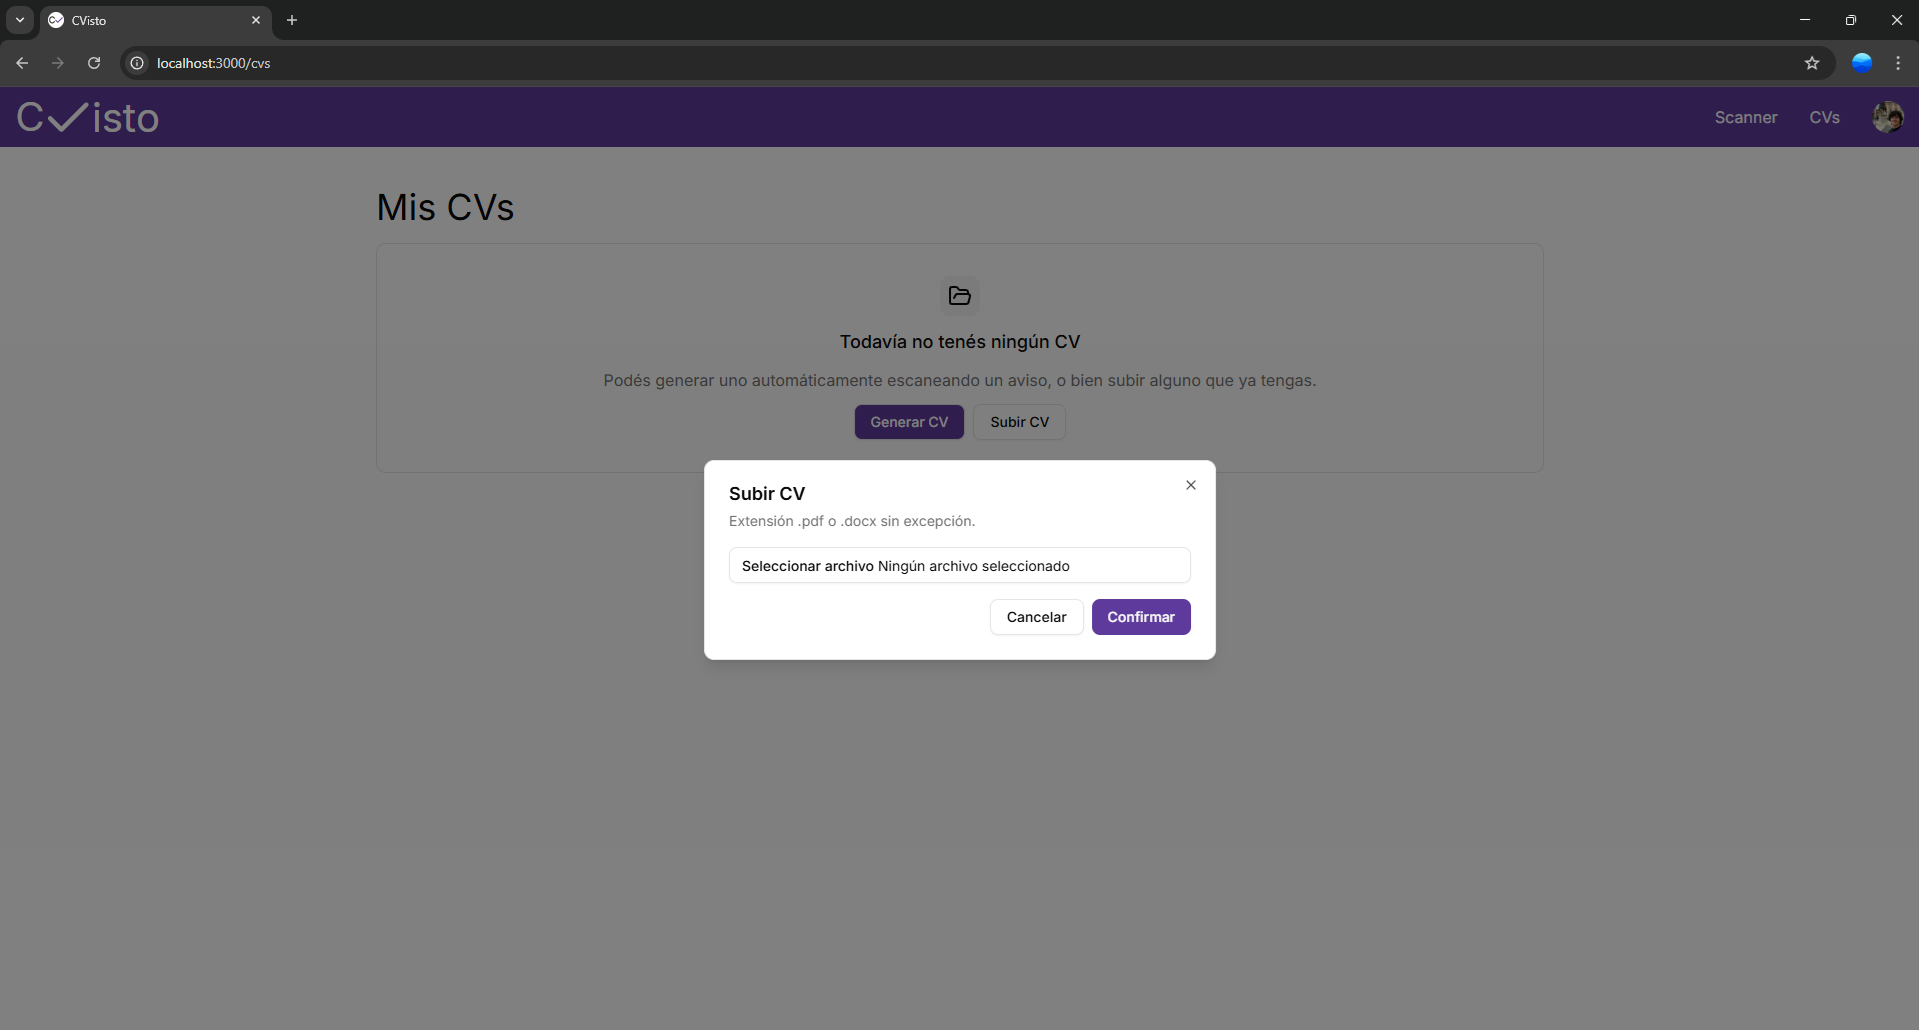 CVisto
localhost:3000/cvs
C✓isto
Scanner CVs
Mis CVs
Todavía no tenés ningún CV
Podés generar uno automáticamente escaneando un aviso, o bien subir alguno que ya tengas.
Generar CV Subir CV
Subir CV
Extensión .pdf o .docx sin excepción.
Seleccionar archivo Ningún archivo seleccionado
Cancelar Confirmar